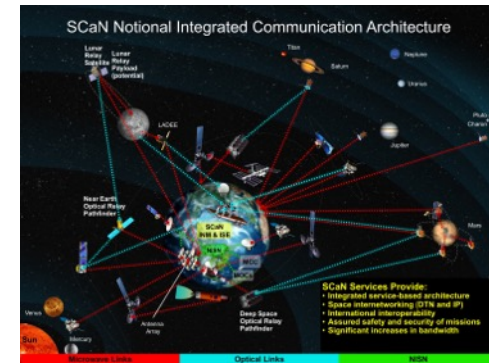 SCaN Notional Integrated Communication Architecture
Lunar
Relay
Satellite
Lunar
Relay
Payload
(potential)
Titan
Saturn
Neptune
Uranus
Pluto
Charon
LADEE
Jupiter
Near Earth
Optical Relay
Pathfinder
Mars
SCaN
INM & ISE
NISN
MCC
Venus
Sun
Mercury
Antenna
Array
Deep Space
Optical Relay
Pathfinder
SCaN Services Provide:
• Integrated service-based architecture
• Space internetworking (DTN and IP)
• International interoperability
• Assured safety and security of missions
• Significant increases in bandwidth
Microwave Links
Optical Links
NISN